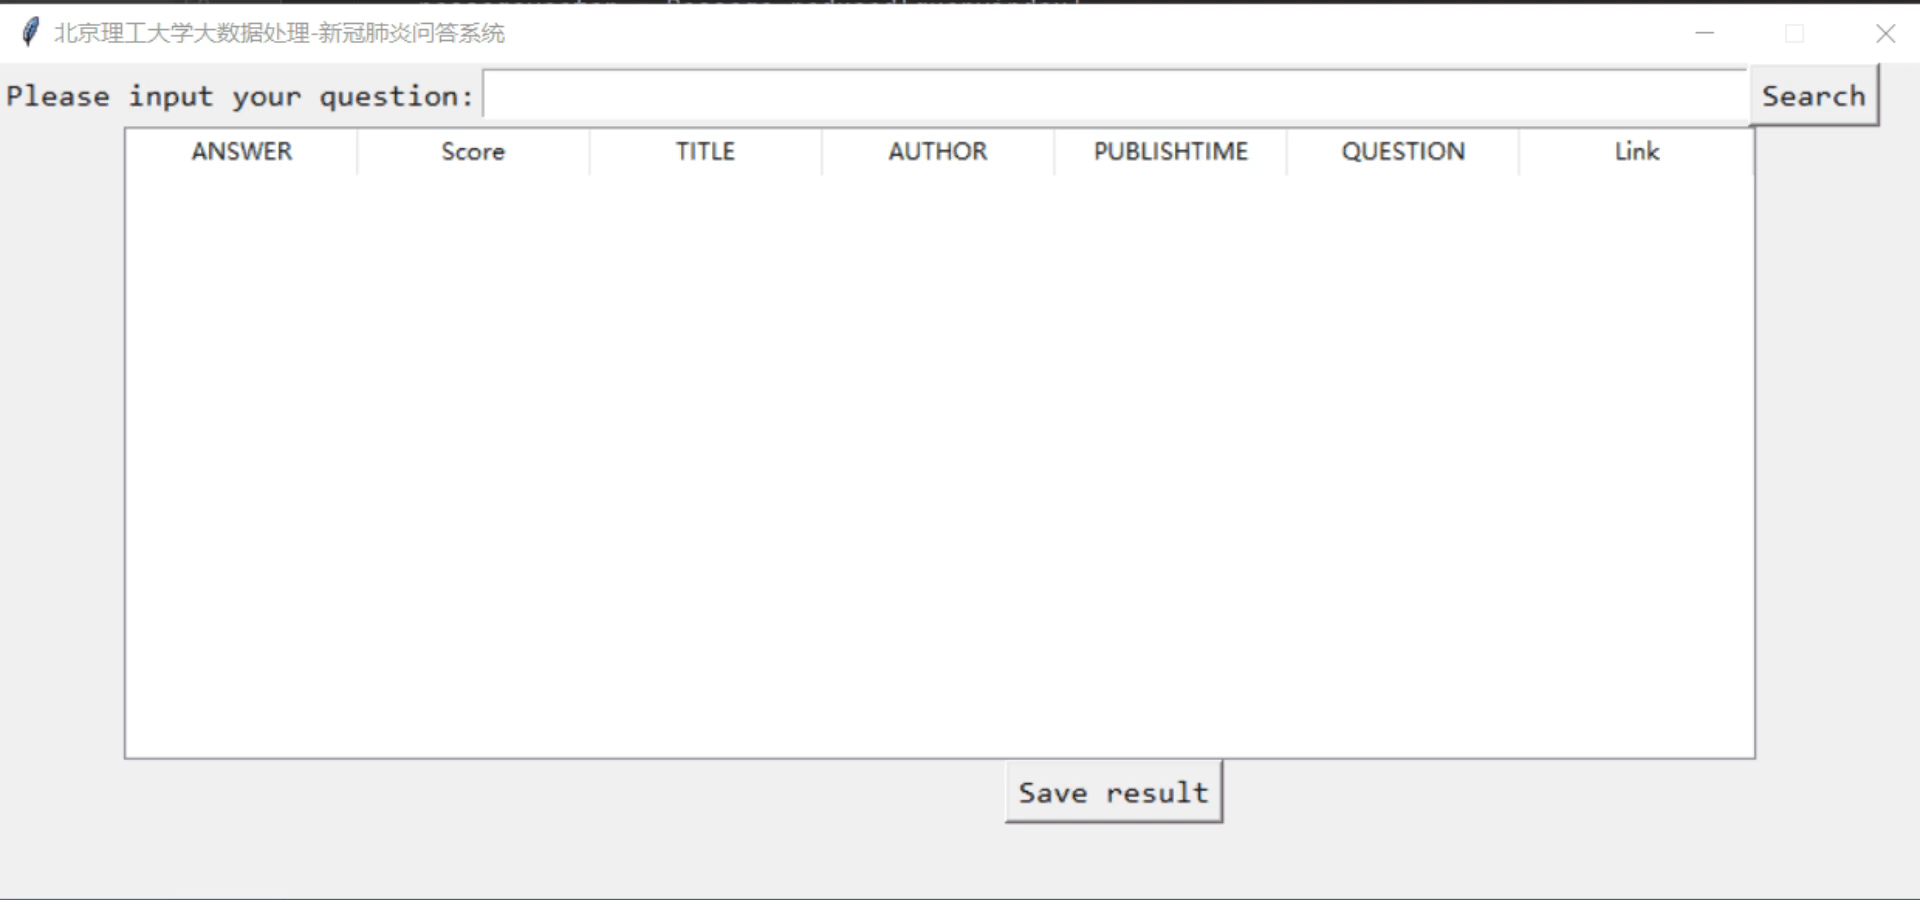 北京理工大学大数据处理-新冠肺炎问答系统
Please input your question:
Search
ANSWER Score TITLE AUTHOR PUBLISHTIME QUESTION Link
Save result